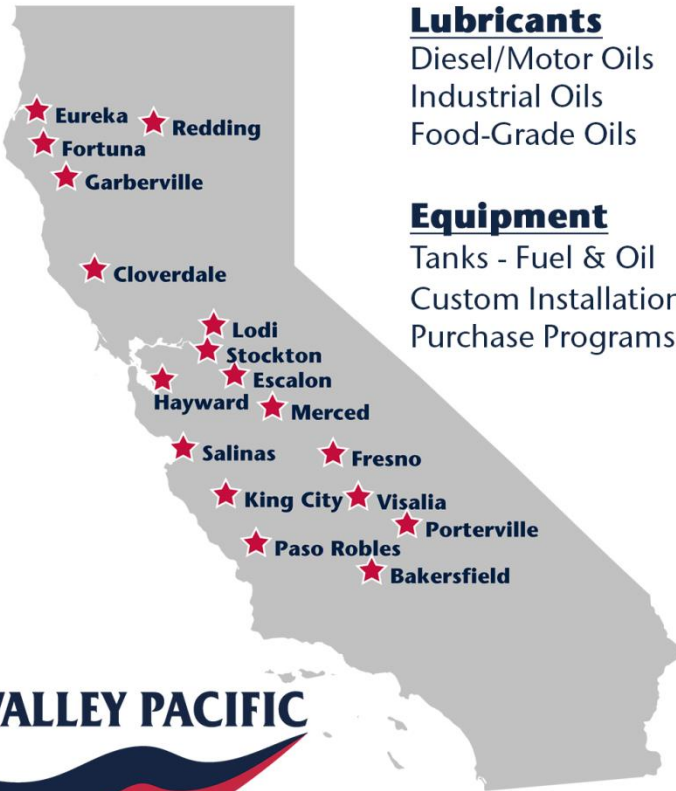 Lubricants
Diesel/Motor Oils
Industrial Oils
Food-Grade Oils
Equipment
Tanks - Fuel & Oil
Custom Installation
Purchase Programs
Eureka
Redding
Fortuna
Garberville
Cloverdale
Lodi
Stockton
Escalon
Hayward
Merced
Salinas
Fresno
King City
Visalia
Porterville
Paso Robles
Bakersfield
VALLEY PACIFIC